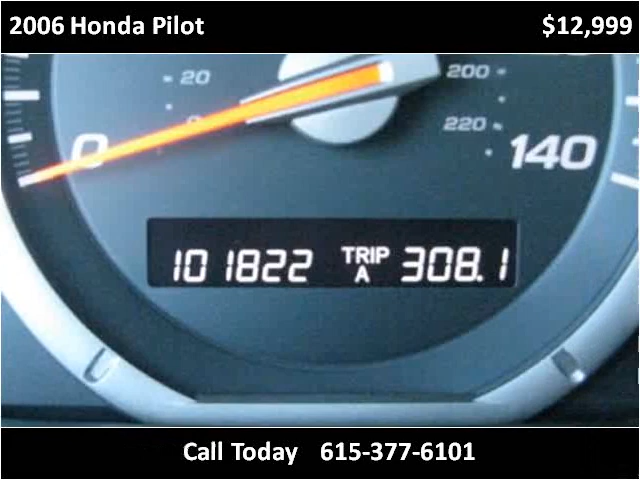 2006 Honda Pilot $12,999
20 200
0 0 220 140
101822 TRIP A 308.1
Call Today 615-377-6101